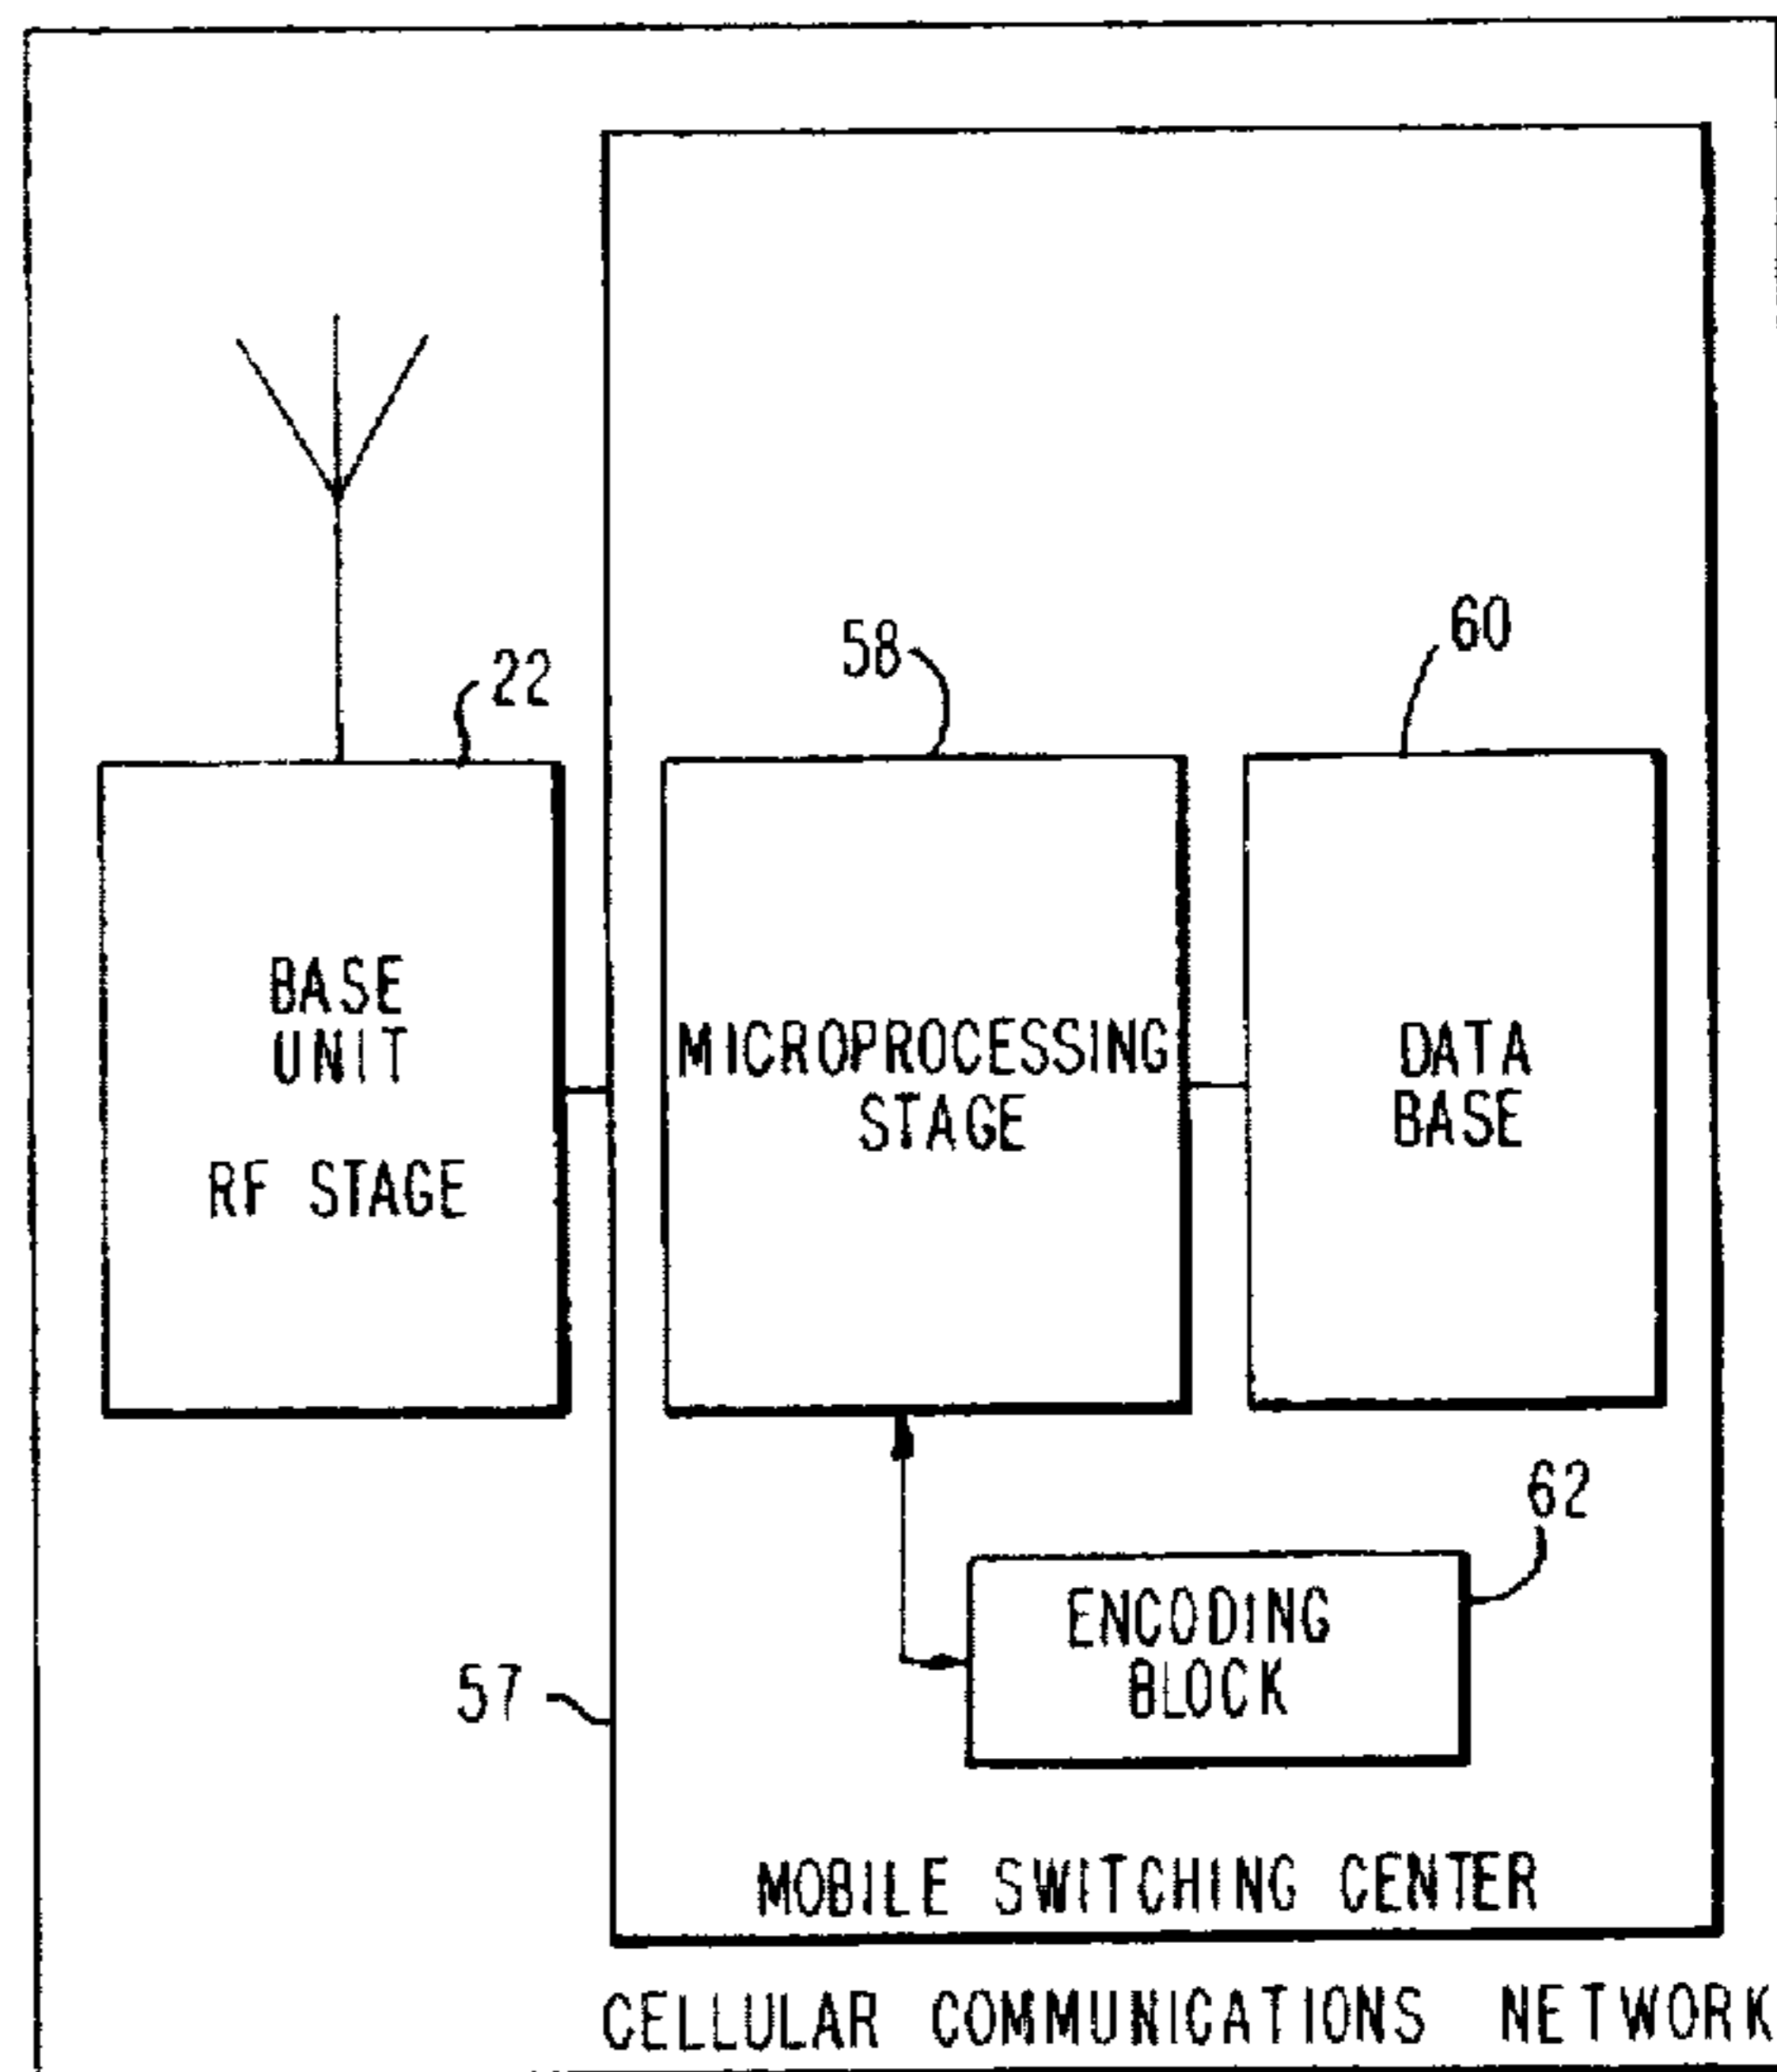 58
60
22
BASE
UNIT
RF STAGE
MICROPROCESSING
STAGE
DATA
BASE
62
ENCODING
BLOCK
57
MOBILE SWITCHING CENTER
CELLULAR COMMUNICATIONS NETWORK